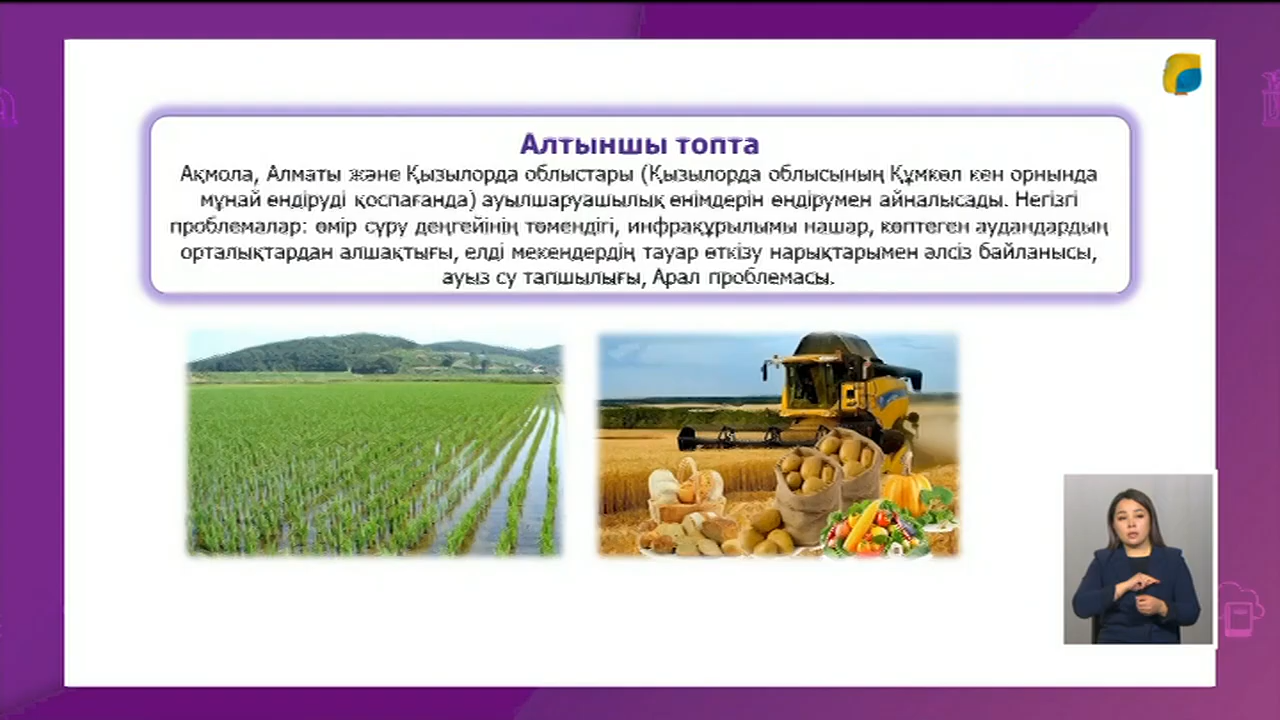 Алтыншы топта
Ақмола, Алматы және Қызылорда облыстары (Қызылорда облысының Құмкөл кен орнында
мұнай өндіруді қоспағанда) ауылшаруашылық өнімдерін өндірумен айналысады. Негізгі
проблемалар: өмір сүру деңгейінің төмендігі, инфрақұрылымы нашар, көптеген аудандардың
орталықтардан алшақтығы, елді мекендердің тауар өткізу нарықтарымен әлсіз байланысы,
ауыз су тапшылығы, Арал проблемасы.